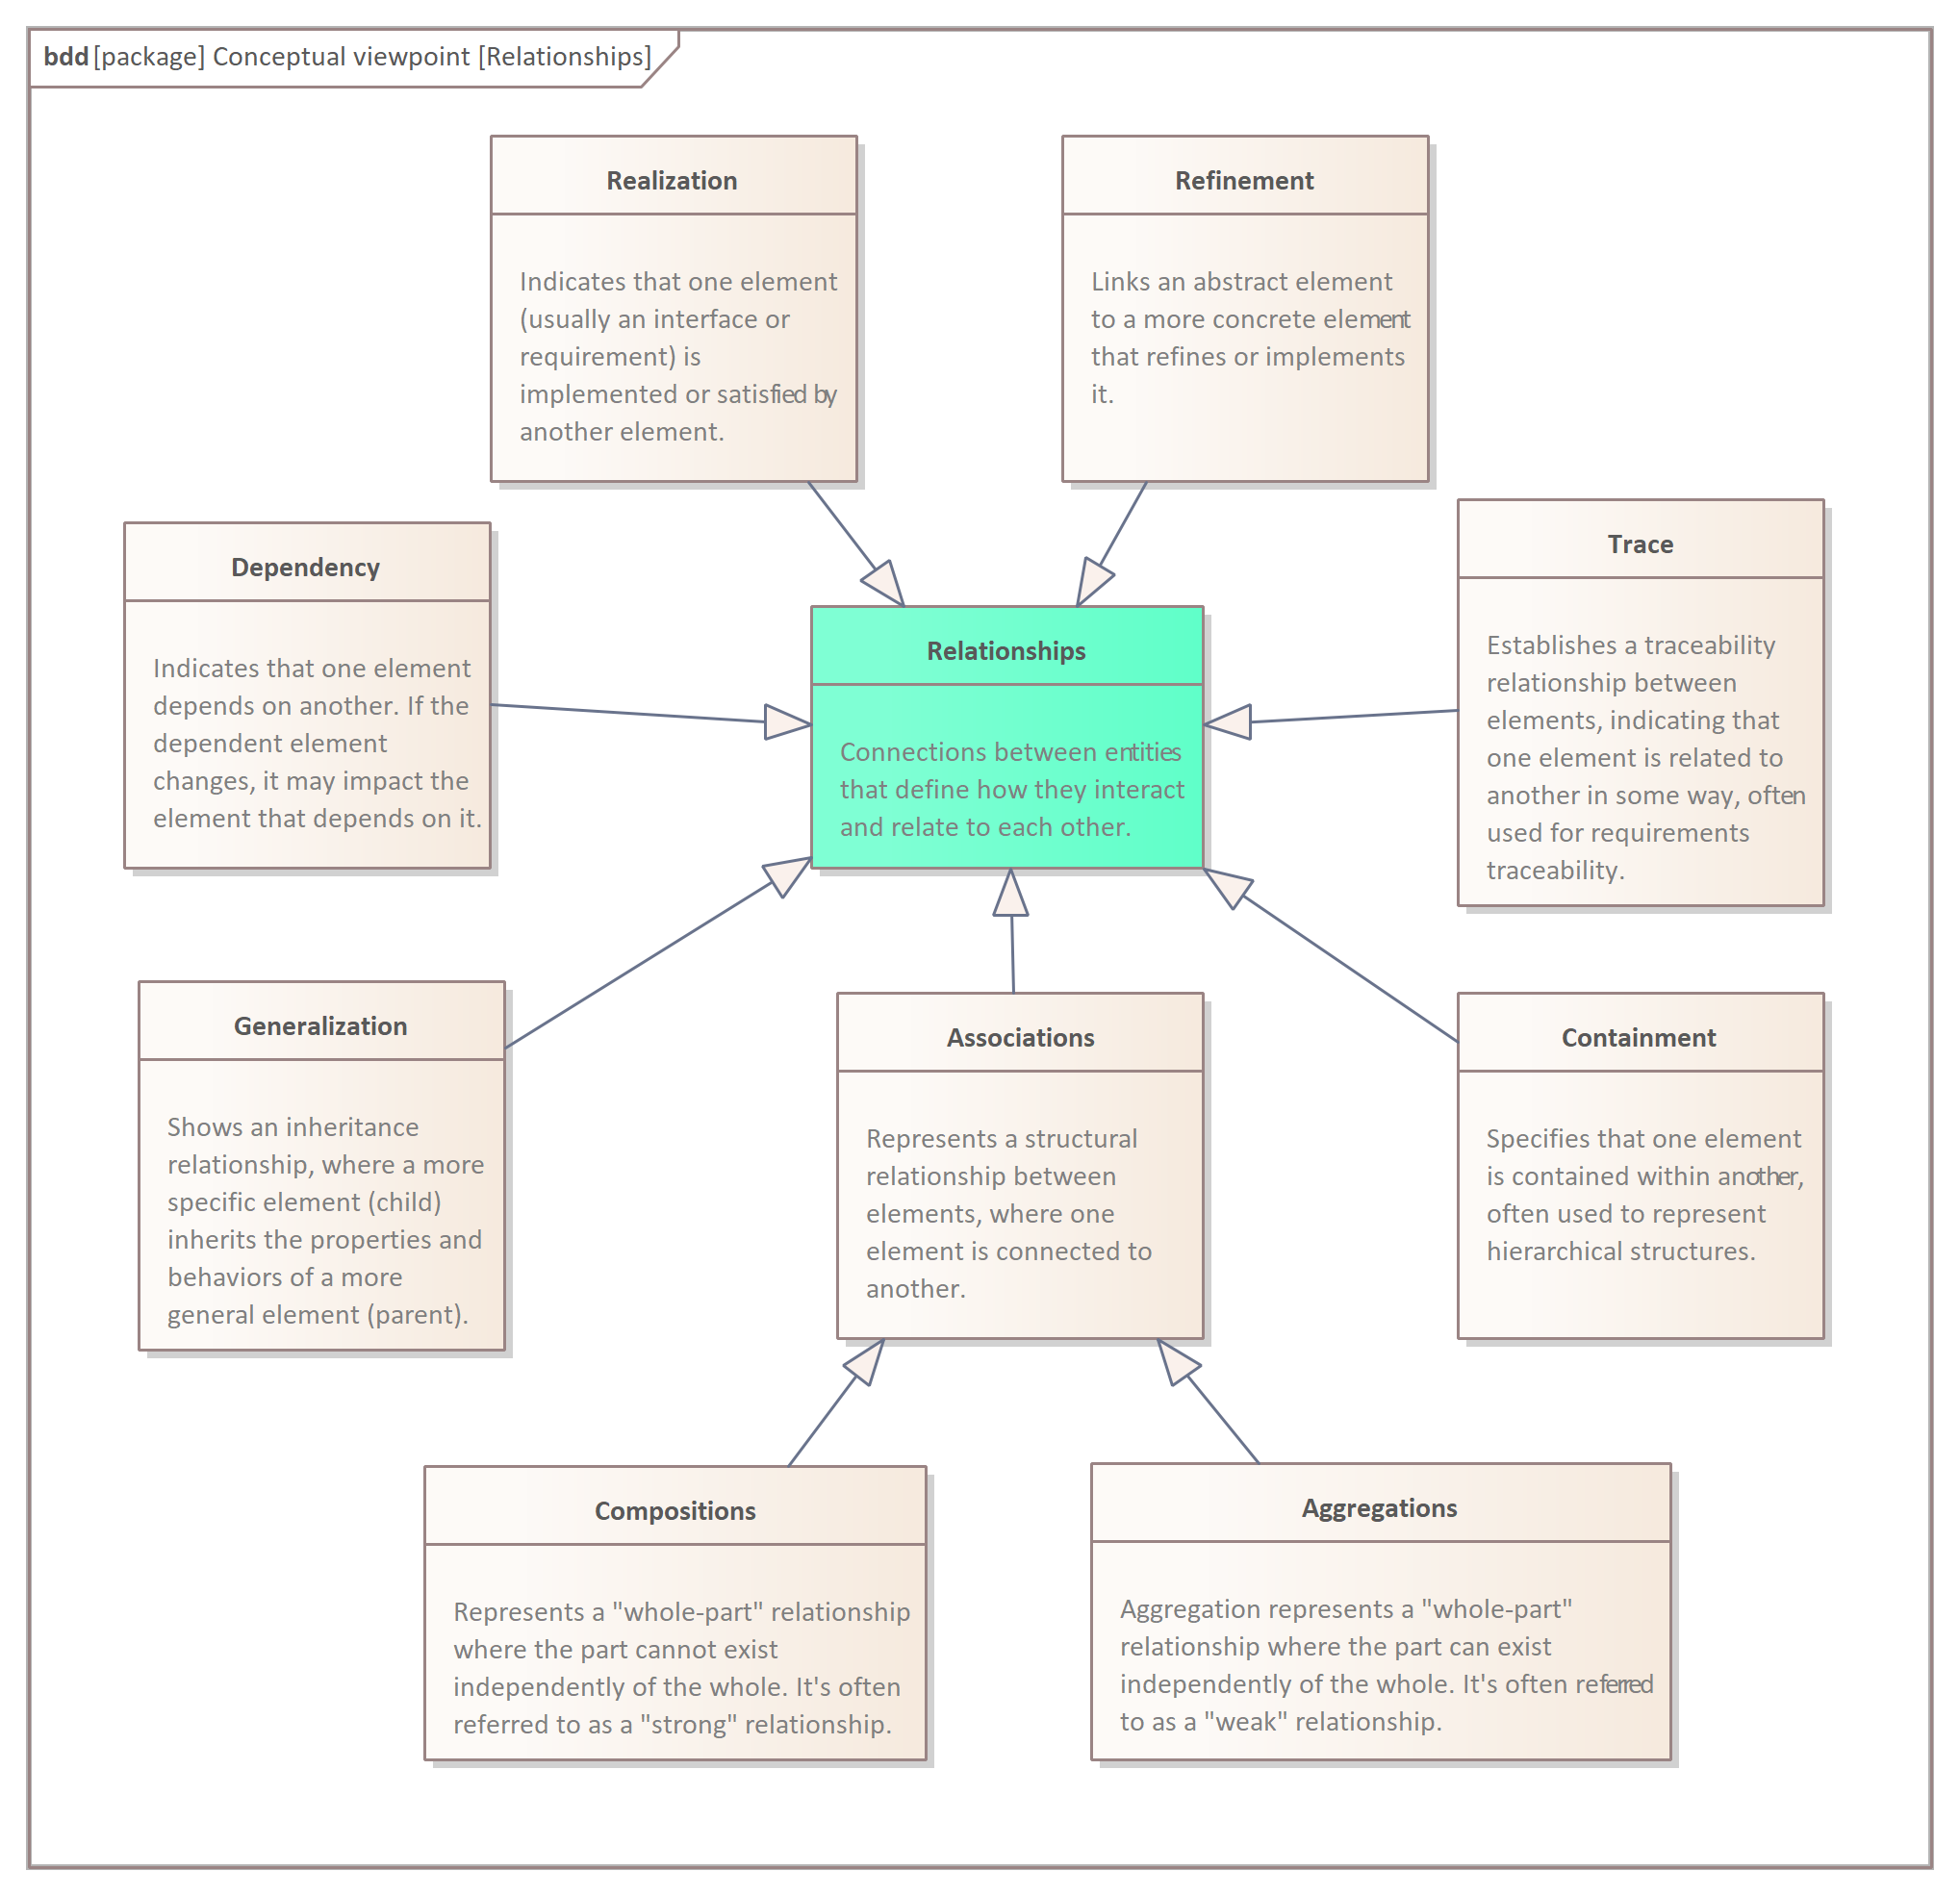 bdd [package] Conceptual viewpoint [Relationships]
Realization
Indicates that one element
(usually an interface or
requirement) is
implemented or satisfied by
another element.
Refinement
Links an abstract element
to a more concrete element
that refines or implements
it.
Dependency
Indicates that one element
depends on another. If the
dependent element
changes, it may impact the
element that depends on it.
Relationships
Connections between entities
that define how they interact
and relate to each other.
Trace
Establishes a traceability
relationship between
elements, indicating that
one element is related to
another in some way, often
used for requirements
traceability.
Generalization
Shows an inheritance
relationship, where a more
specific element (child)
inherits the properties and
behaviors of a more
general element (parent).
Associations
Represents a structural
relationship between
elements, where one
element is connected to
another.
Containment
Specifies that one element
is contained within another,
often used to represent
hierarchical structures.
Compositions
Represents a "whole-part" relationship
where the part cannot exist
independently of the whole. It's often
referred to as a "strong" relationship.
Aggregations
Aggregation represents a "whole-part"
relationship where the part can exist
independently of the whole. It's often referred
to as a "weak" relationship.